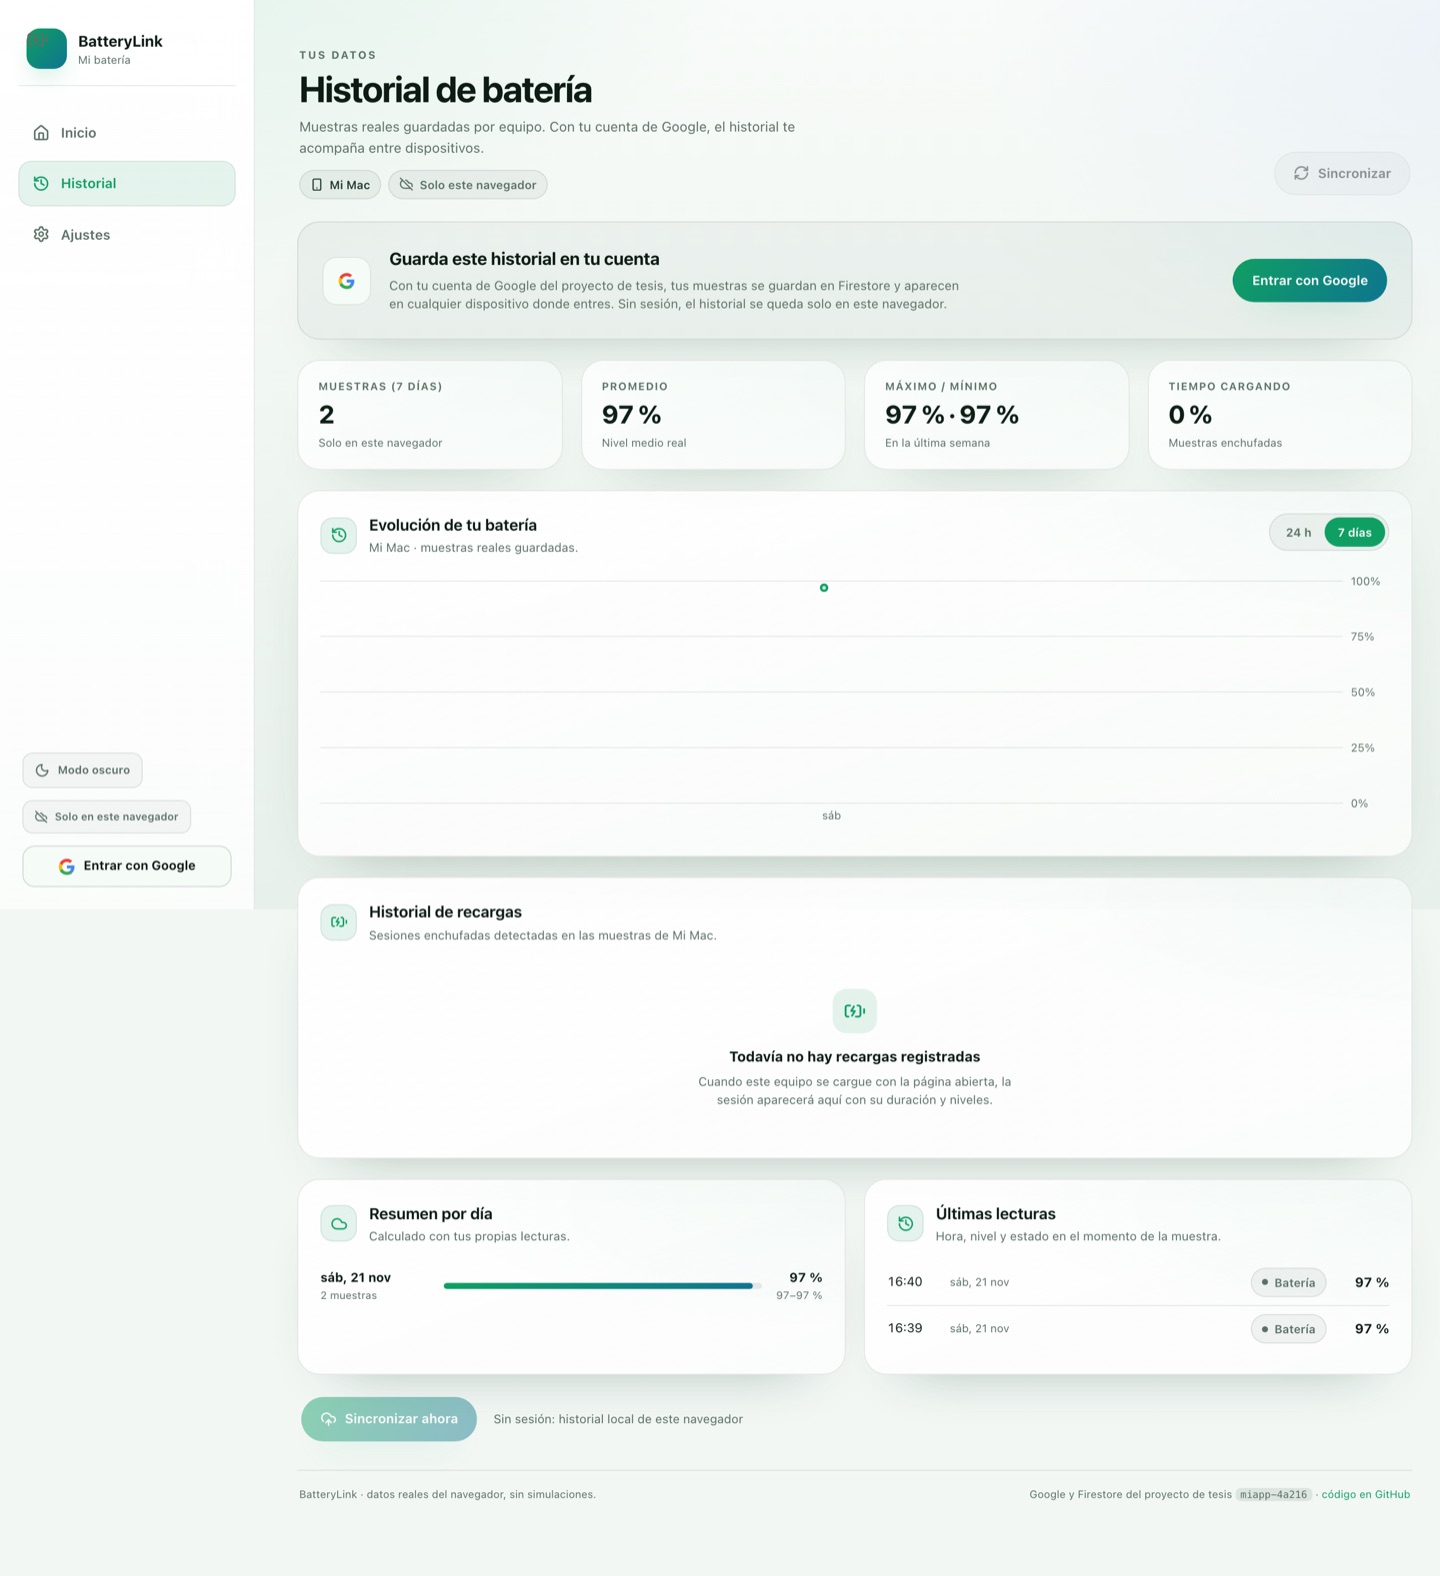 BatteryLink
Mi batería
Inicio
Historial
Ajustes
Modo oscuro
Solo en este navegador
Entrar con Google
TUS DATOS
Historial de batería
Muestras reales guardadas por equipo. Con tu cuenta de Google, el historial te
acompaña entre dispositivos.
Mi Mac
Solo este navegador
Sincronizar
Guarda este historial en tu cuenta
Con tu cuenta de Google del proyecto de tesis, tus muestras se guardan en Firestore y aparecen
en cualquier dispositivo donde entres. Sin sesión, el historial se queda solo en este navegador.
Entrar con Google
MUESTRAS (7 DÍAS)
2
Solo en este navegador
PROMEDIO
97 %
Nivel medio real
MÁXIMO / MÍNIMO
97 % · 97 %
En la última semana
TIEMPO CARGANDO
0 %
Muestras enchufadas
Evolución de tu batería
Mi Mac · muestras reales guardadas.
24 h
7 días
100%
75%
50%
25%
0%
sáb
Historial de recargas
Sesiones enchufadas detectadas en las muestras de Mi Mac.
Todavía no hay recargas registradas
Cuando este equipo se cargue con la página abierta, la
sesión aparecerá aquí con su duración y niveles.
Resumen por día
Calculado con tus propias lecturas.
sáb, 21 nov
2 muestras
97 %
97–97 %
Últimas lecturas
Hora, nivel y estado en el momento de la muestra.
16:40 sáb, 21 nov Batería 97 %
16:39 sáb, 21 nov Batería 97 %
Sincronizar ahora
Sin sesión: historial local de este navegador
BatteryLink · datos reales del navegador, sin simulaciones.
Google y Firestore del proyecto de tesis miapp-4a216 · código en GitHub